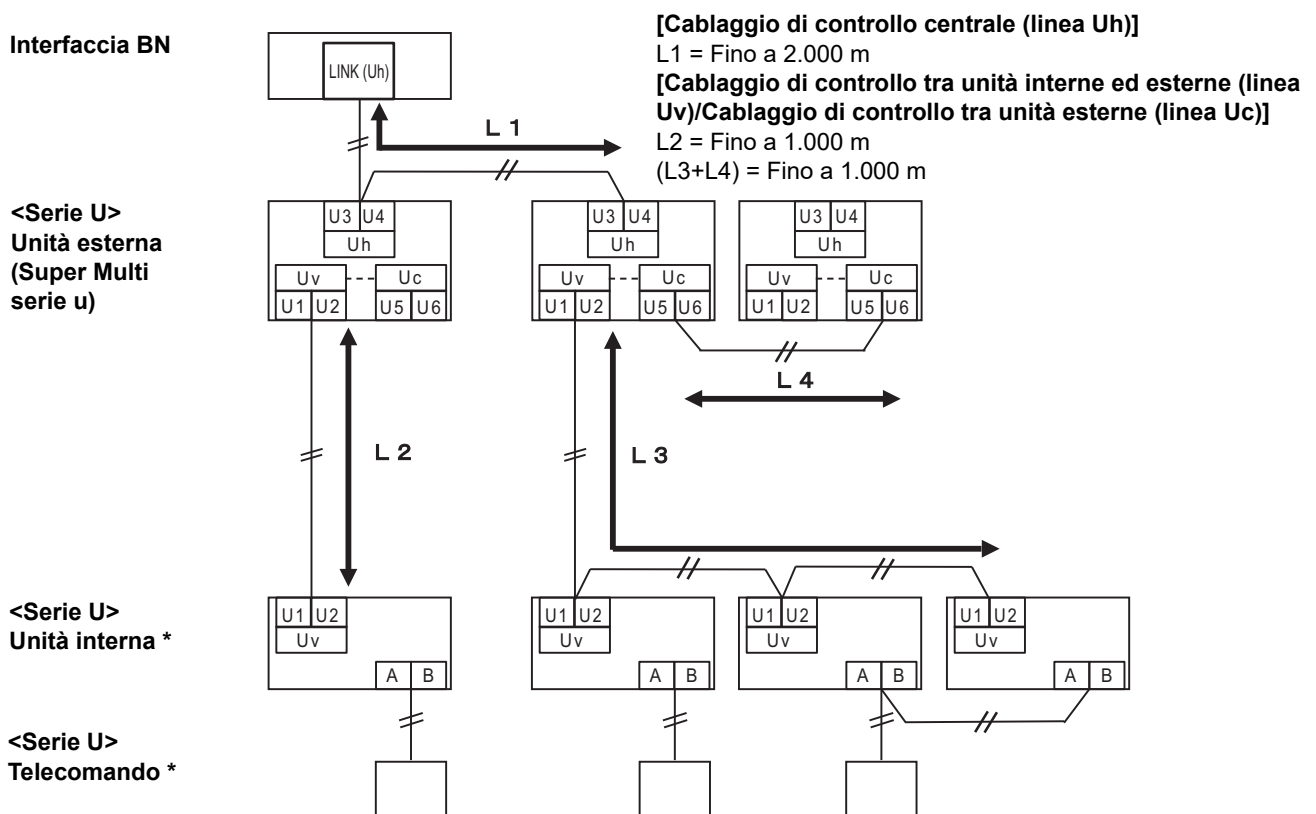 Interfaccia BN
LINK (Uh)
[Cablaggio di controllo centrale (linea Uh)]
L1 = Fino a 2.000 m
[Cablaggio di controllo tra unità interne ed esterne (linea
Uv)/Cablaggio di controllo tra unità esterne (linea Uc)]
L2 = Fino a 1.000 m
(L3+L4) = Fino a 1.000 m
L 1
<Serie U>
Unità esterna
(Super Multi
serie u)
U3 U4 U3 U4 U3 U4
Uh Uh Uh
Uv Uc Uv Uc Uv Uc
U1 U2 U5 U6 U1 U2 U5 U6 U1 U2 U5 U6
L 4
L 2 L 3
<Serie U>
Unità interna *
U1 U2 U1 U2 U1 U2 U1 U2
Uv Uv Uv Uv
A B A B A B A B
<Serie U>
Telecomando *